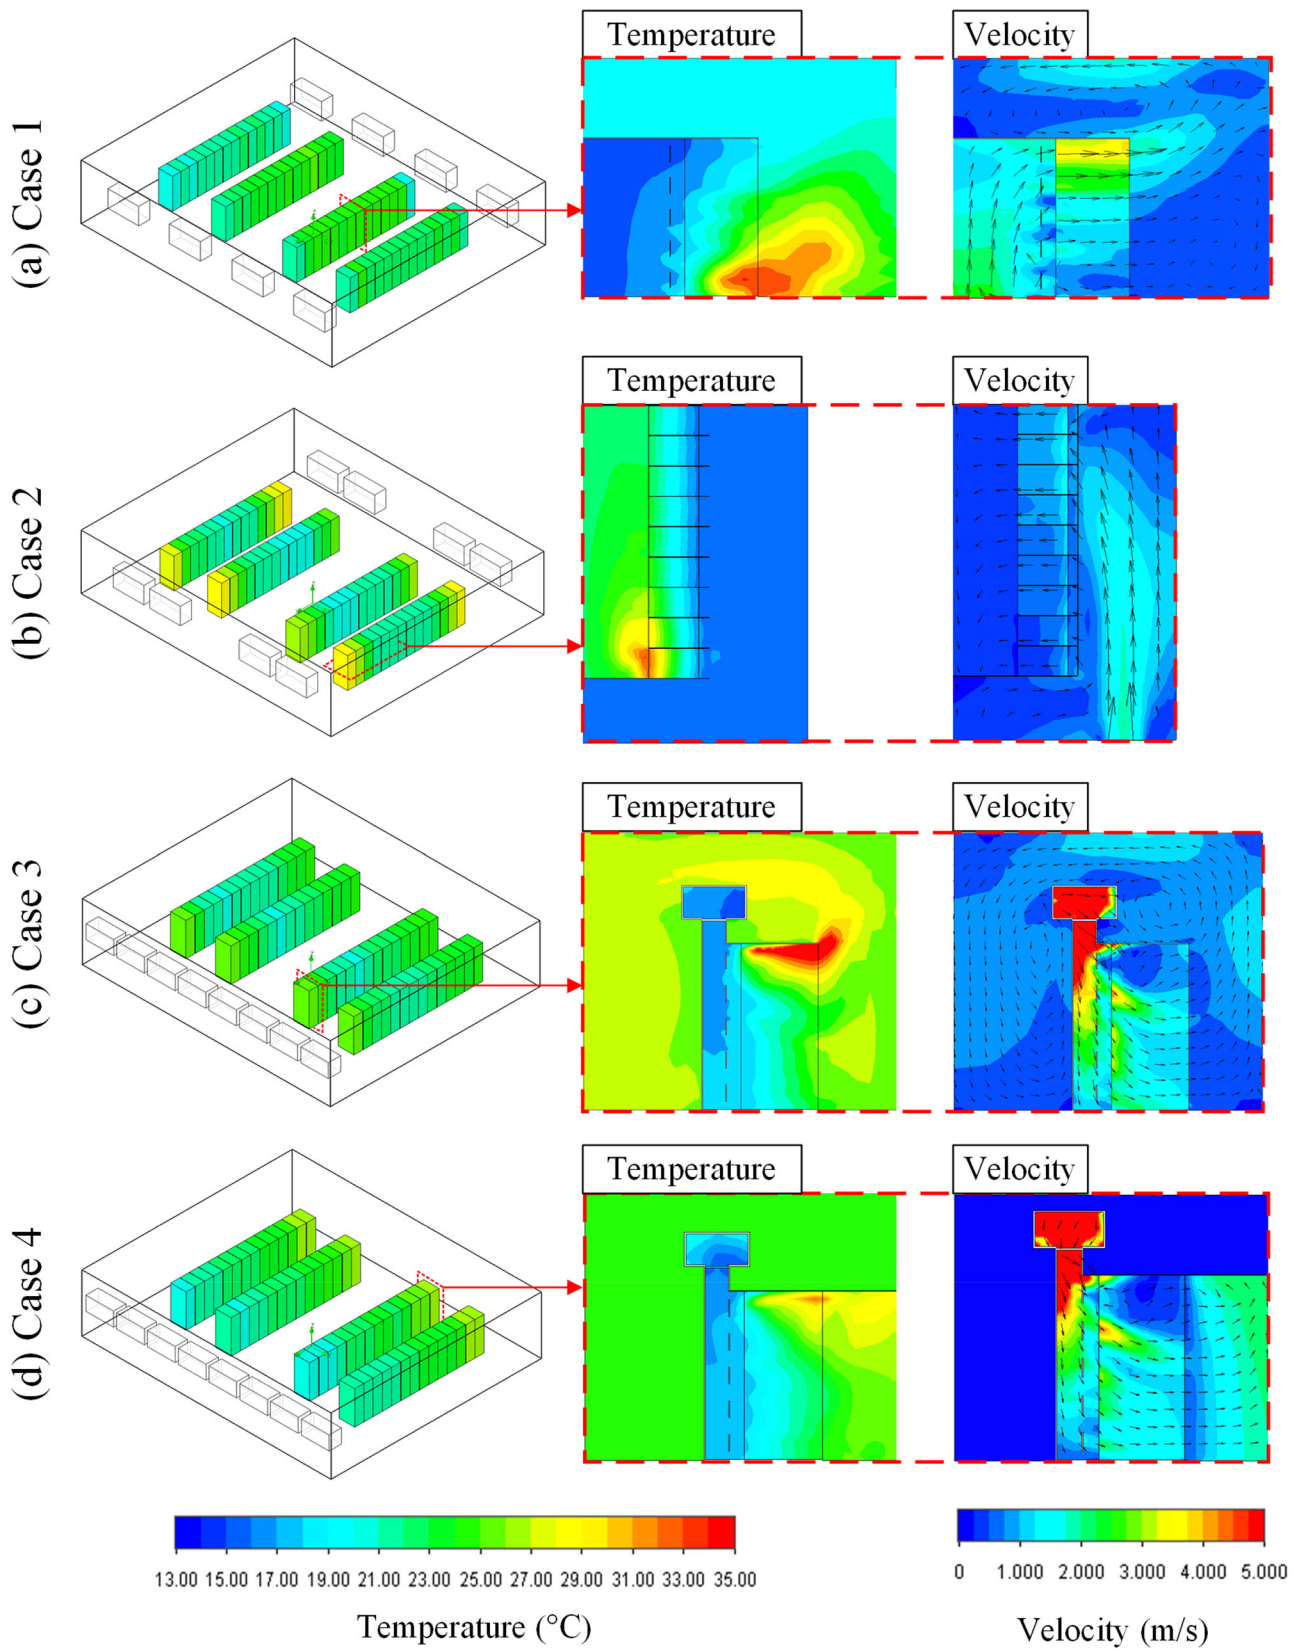 (a) Case 1
Temperature
Velocity
(b) Case 2
Temperature
Velocity
(c) Case 3
Temperature
Velocity
(d) Case 4
Temperature
Velocity
13.00 15.00 17.00 19.00 21.00 23.00 25.00 27.00 29.00 31.00 33.00 35.00
Temperature (°C)
0 1.000 2.000 3.000 4.000 5.000
Velocity (m/s)